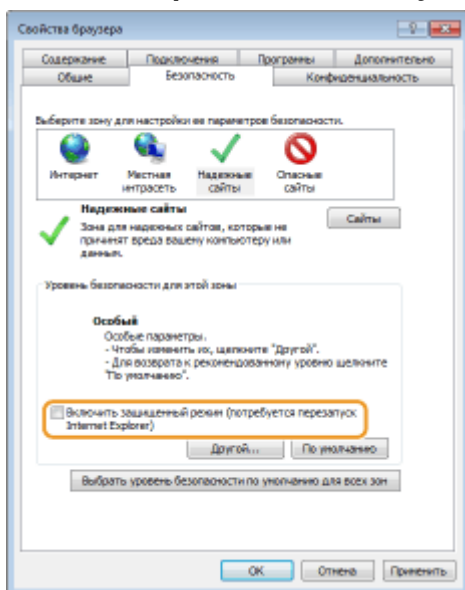 Свойства браузера
Содержание Подключения Программы Дополнительно
Общие Безопасность Конфиденциальность
Выберите зону для настройки ее параметров безопасности.
Интернет Местная интрасеть Надежные сайты Опасные сайты
Надежные сайты
Зона для надежных сайтов, которые не
причинят вреда вашему компьютеру или
данным.
Сайты
Уровень безопасности для этой зоны
Особый
Особые параметры.
- Чтобы изменить их, щелкните "Другой".
- Для возврата к рекомендованному уровню щелкните
"По умолчанию".
Включить защищенный режим (потребуется перезапуск
Internet Explorer)
Другой... По умолчанию
Выбрать уровень безопасности по умолчанию для всех зон
OK Отмена Применить